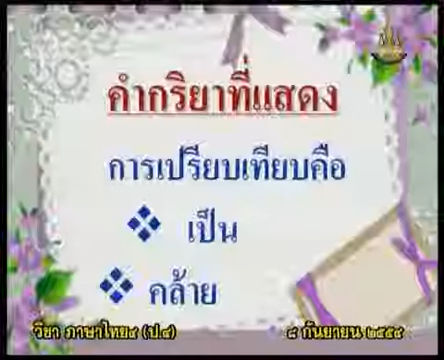 คำกริยาที่แสดง
การเปรียบเทียบคือ
❖ เป็น
❖ คล้าย
วิชา ภาษาไทย๔ (ป.๔) ๘ กันยายน ๒๕๕๔